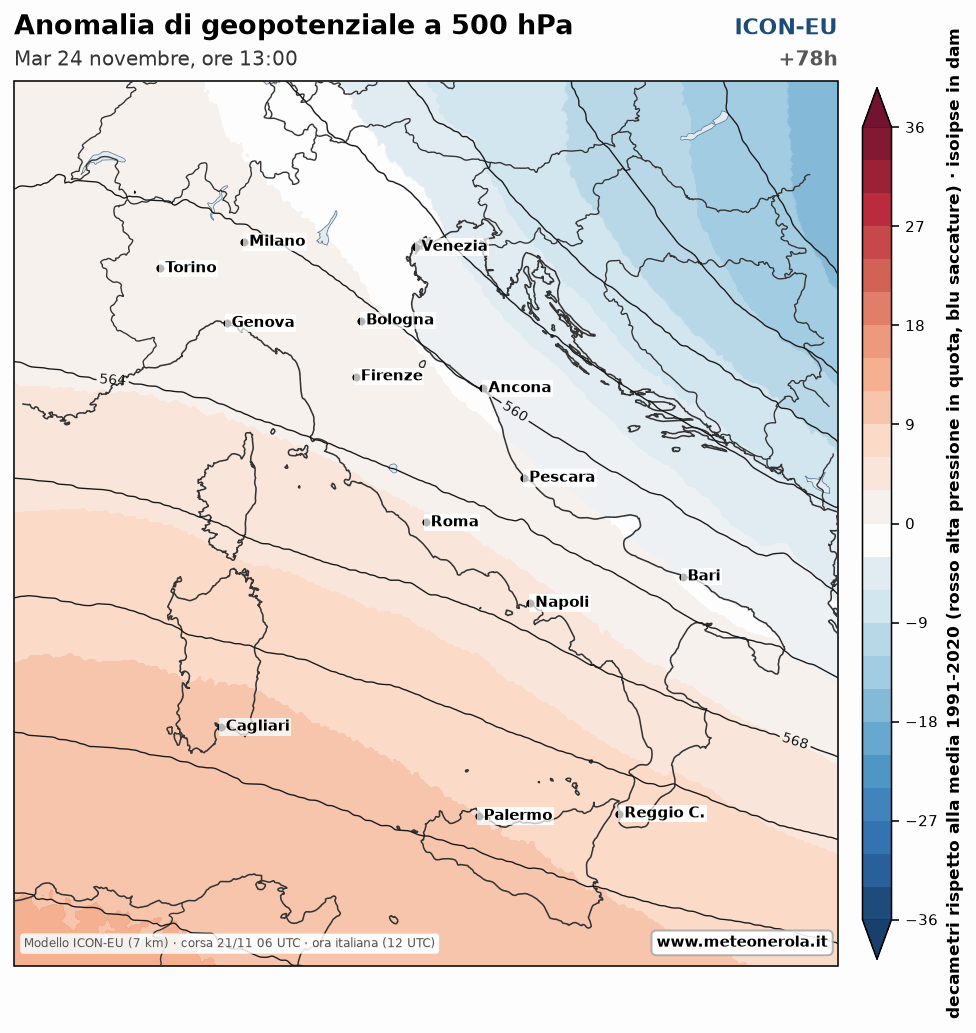 Anomalia di geopotenziale a 500 hPa
ICON-EU
Mar 24 novembre, ore 13:00
+78h
Milano
Venezia
Torino
Genova
Bologna
564
Firenze
Ancona
560
Pescara
Roma
Bari
Napoli
Cagliari
568
Palermo
Reggio C.
Modello ICON-EU (7 km) · corsa 21/11 06 UTC · ora italiana (12 UTC)
www.meteonerola.it
36
27
18
9
0
−9
−18
−27
−36
decametri rispetto alla media 1991-2020 (rosso alta pressione in quota, blu saccature) · isoipse in dam